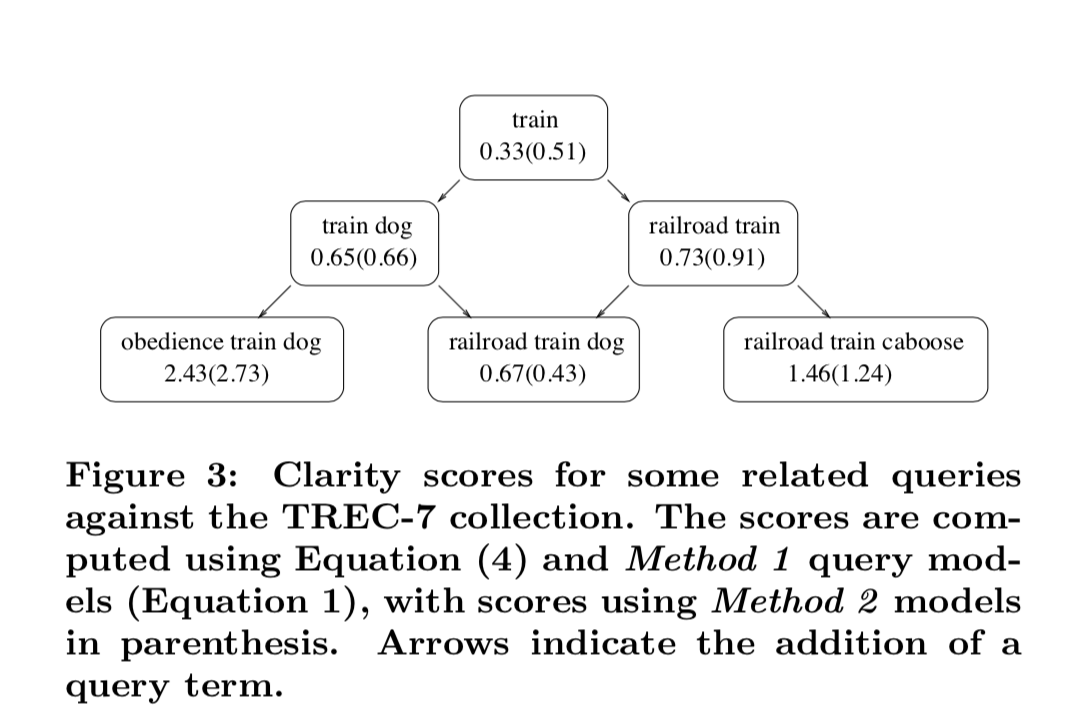 train
0.33(0.51)
train dog
0.65(0.66)
railroad train
0.73(0.91)
obedience train dog
2.43(2.73)
railroad train dog
0.67(0.43)
railroad train caboose
1.46(1.24)
Figure 3: Clarity scores for some related queries
against the TREC-7 collection. The scores are com-
puted using Equation (4) and Method 1 query mod-
els (Equation 1), with scores using Method 2 models
in parenthesis. Arrows indicate the addition of a
query term.